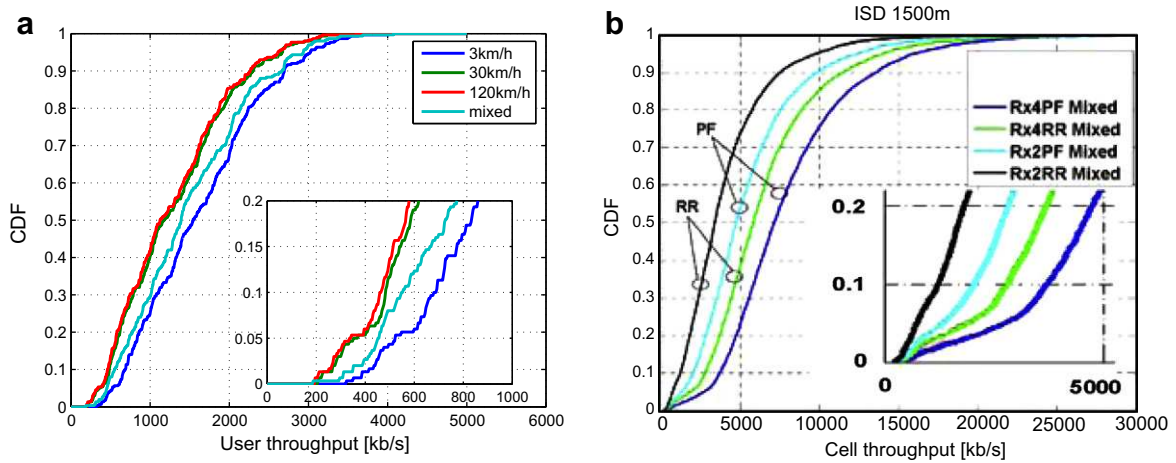 a
CDF
1
0.9
0.8
0.7
0.6
0.5
0.4
0.3
0.2
0.1
0
0 1000 2000 3000 4000 5000 6000
User throughput [kb/s]
3km/h
30km/h
120km/h
mixed
0.2
0.15
0.1
0.05
0
0 200 400 600 800 1000
b
ISD 1500m
CDF
1
0.9
0.8
0.7
0.6
0.5
0.4
0.3
0.2
0.1
0
0 5000 10000 15000 20000 25000 30000
Cell throughput [kb/s]
PF
RR
Rx4PF Mixed
Rx4RR Mixed
Rx2PF Mixed
Rx2RR Mixed
0.2
0.1
0
0 5000